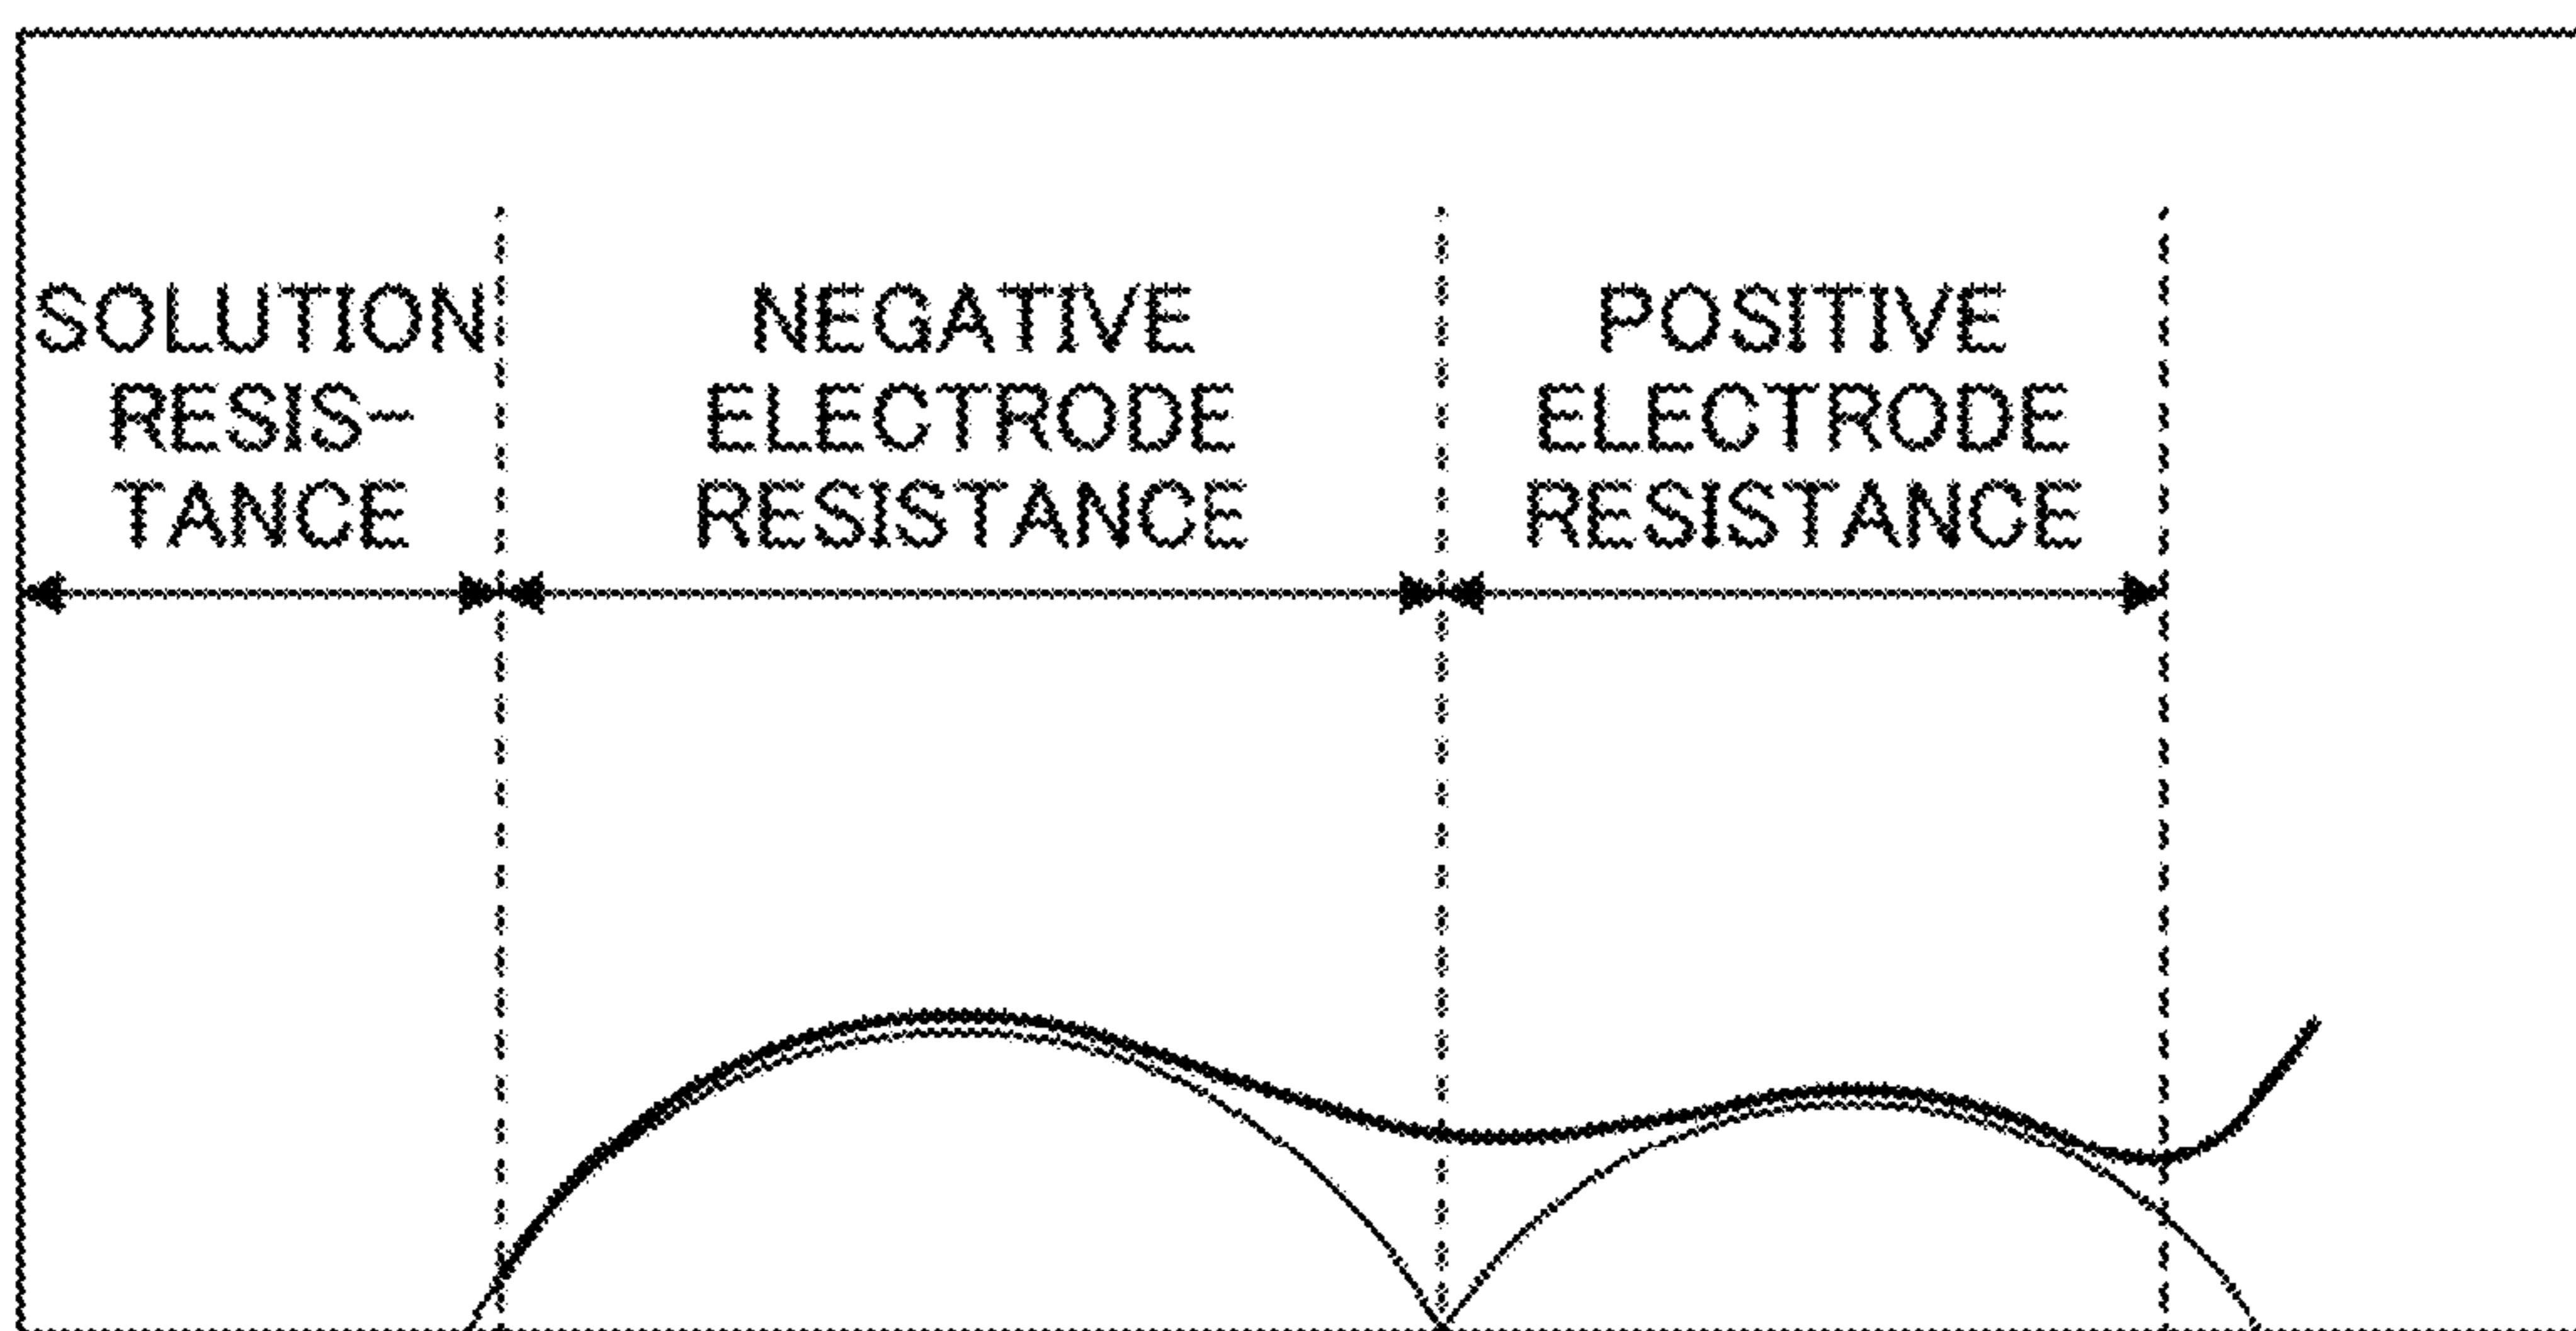 SOLUTION
RESIS-
TANCE
NEGATIVE
ELECTRODE
RESISTANCE
POSITIVE
ELECTRODE
RESISTANCE